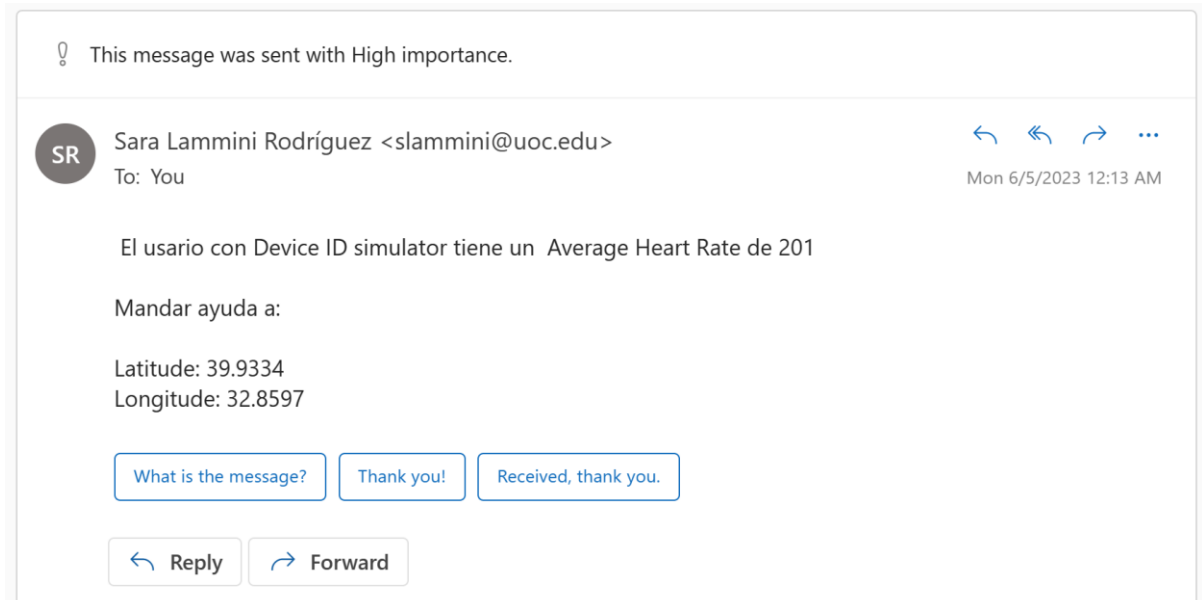 This message was sent with High importance.
SR
Sara Lammini Rodríguez <slammini@uoc.edu>
To: You
Mon 6/5/2023 12:13 AM
El usario con Device ID simulator tiene un  Average Heart Rate de 201
Mandar ayuda a:
Latitude: 39.9334
Longitude: 32.8597
What is the message?
Thank you!
Received, thank you.
Reply
Forward